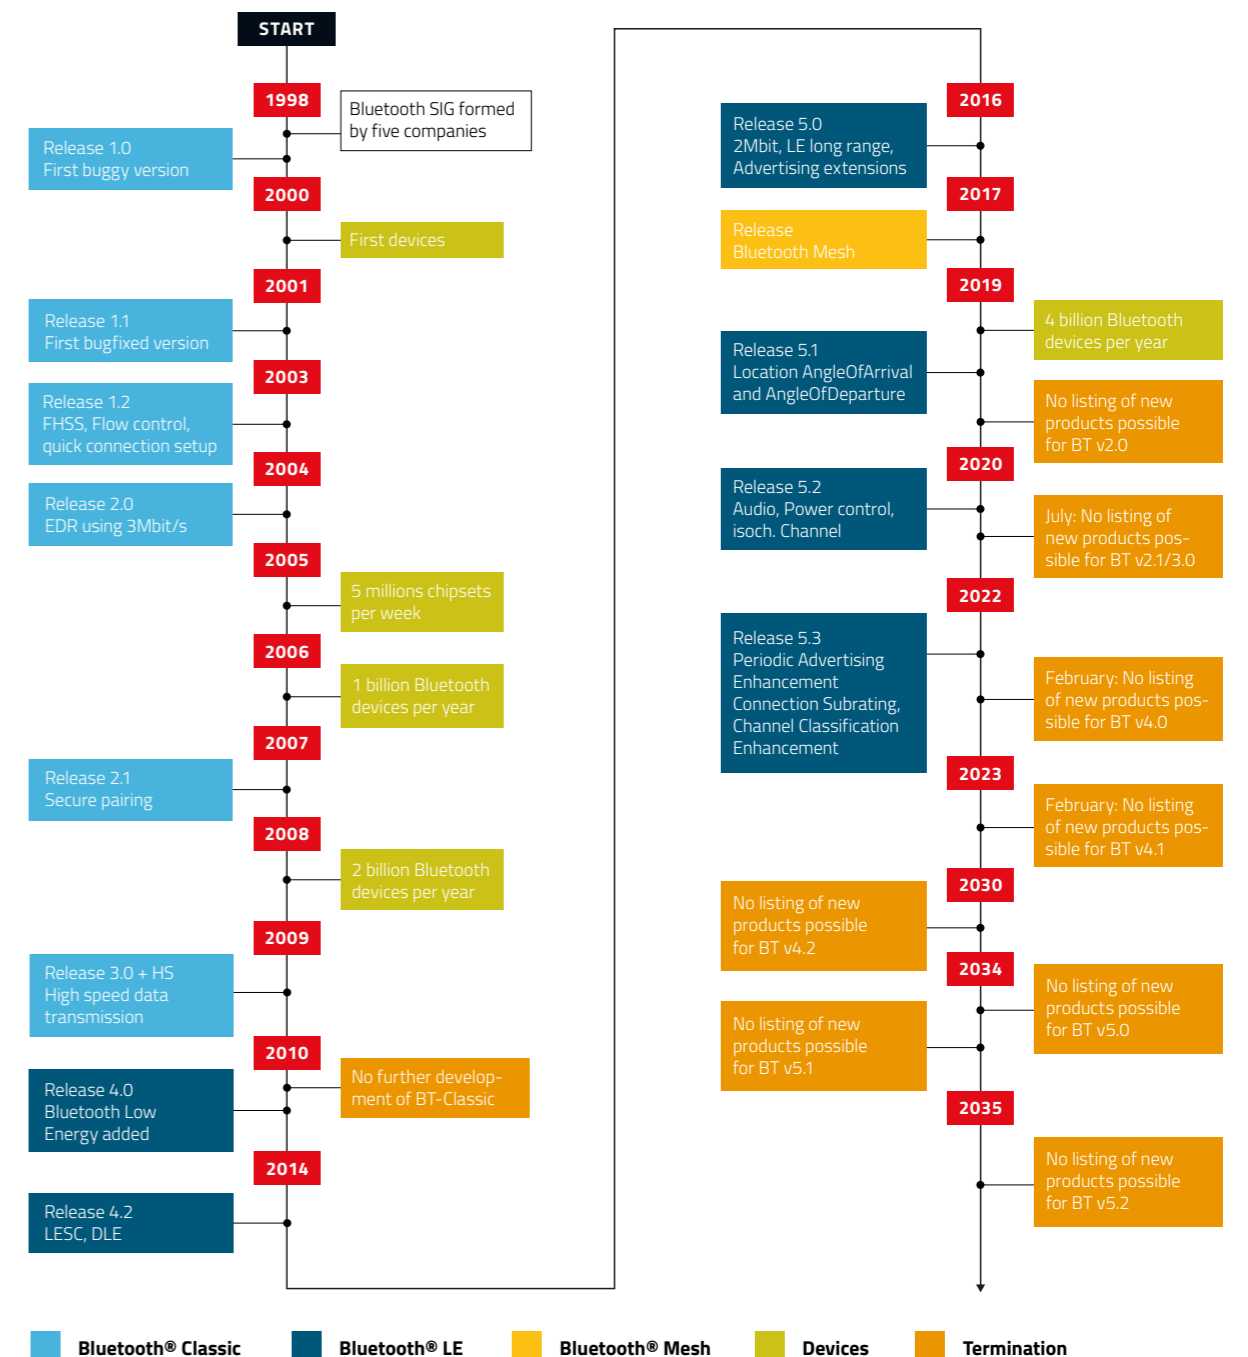 START
1998
Bluetooth SIG formed
by five companies
Release 1.0
First buggy version
2000
First devices
2001
Release 1.1
First bugfixed version
2003
Release 1.2
FHSS, Flow control,
quick connection setup
2004
Release 2.0
EDR using 3Mbit/s
2005
5 millions chipsets
per week
2006
1 billion Bluetooth
devices per year
2007
Release 2.1
Secure pairing
2008
2 billion Bluetooth
devices per year
2009
Release 3.0 + HS
High speed data
transmission
2010
No further develop-
ment of BT-Classic
Release 4.0
Bluetooth Low
Energy added
2014
Release 4.2
LESC, DLE
2016
Release 5.0
2Mbit, LE long range,
Advertising extensions
2017
Release
Bluetooth Mesh
2019
4 billion Bluetooth
devices per year
Release 5.1
Location AngleOfArrival
and AngleOfDeparture
No listing of new
products possible
for BT v2.0
2020
Release 5.2
Audio, Power control,
isoch. Channel
July: No listing of
new products pos-
sible for BT v2.1/3.0
2022
Release 5.3
Periodic Advertising
Enhancement
Connection Subrating,
Channel Classification
Enhancement
February: No listing
of new products pos-
sible for BT v4.0
2023
February: No listing
of new products pos-
sible for BT v4.1
2030
No listing of new
products possible
for BT v4.2
2034
No listing of new
products possible
for BT v5.0
No listing of new
products possible
for BT v5.1
2035
No listing of new
products possible
for BT v5.2
Bluetooth® Classic
Bluetooth® LE
Bluetooth® Mesh
Devices
Termination